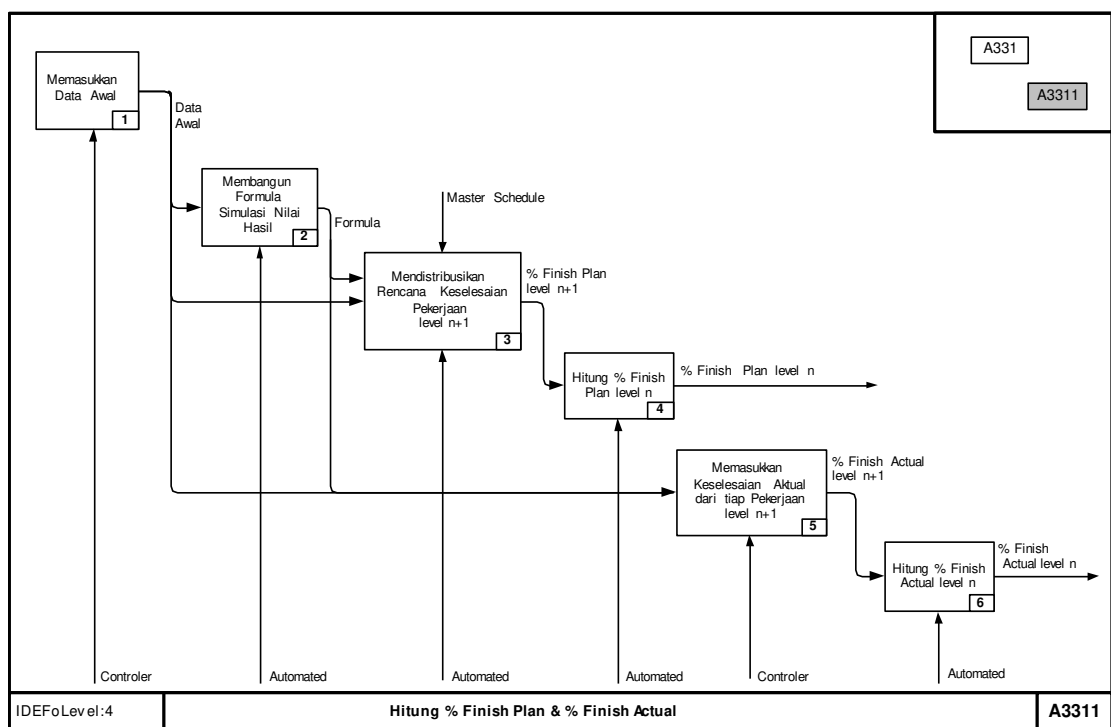 A331
A3311
Memasukkan
Data Awal
1
Data
Awal
Membangun
Formula
Simulasi Nilai
Hasil
2
Formula
Master Schedule
Mendistribusikan
Rencana Keselesaian
Pekerjaan
level n+1
3
% Finish Plan
level n+1
Hitung % Finish
Plan level n
4
% Finish Plan level n
Memasukkan
Keselesaian Aktual
dari tiap Pekerjaan
level n+1
5
% Finish Actual
level n+1
Hitung % Finish
Actual level n
6
% Finish
Actual level n
Controler
Automated
Automated
Automated
Controler
Automated
IDEFo Level:4
Hitung % Finish Plan & % Finish Actual
A3311